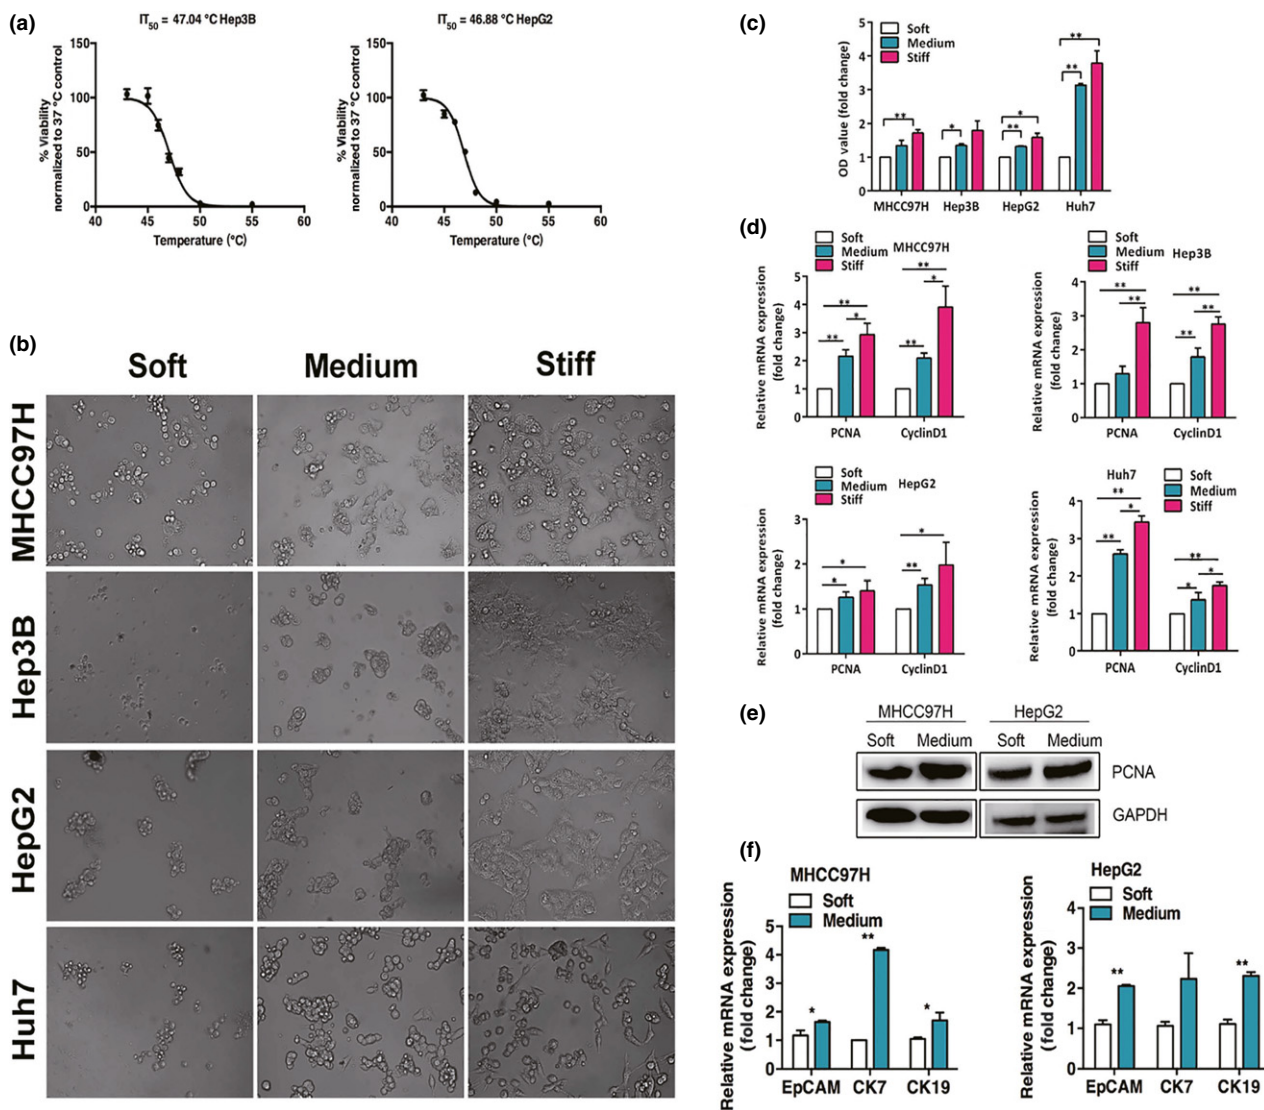 (a)
IT50 = 47.04 °C Hep3B
% Viability
normalized to 37 °C control
150
100
50
0
40
45
50
55
60
Temperature (°C)
IT50 = 46.88 °C HepG2
% Viability
normalized to 37 °C control
150
100
50
0
40
45
50
55
60
Temperature (°C)
(b)
Soft
Medium
Stiff
MHCC97H
Hep3B
HepG2
Huh7
(c)
Soft
Medium
Stiff
OD value (fold change)
5
4
3
2
1
0
**
*
**
*
**
**
MHCC97H
Hep3B
HepG2
Huh7
(d)
Soft
Medium
Stiff
MHCC97H
Relative mRNA expression
(fold change)
5
4
3
2
1
0
**
**
*
**
**
*
PCNA
CyclinD1
Soft
Medium
Stiff
Hep3B
Relative mRNA expression
(fold change)
4
3
2
1
0
**
**
**
**
**
PCNA
CyclinD1
Soft
Medium
Stiff
HepG2
Relative mRNA expression
(fold change)
3
2
1
0
*
*
**
*
PCNA
CyclinD1
Huh7
Soft
Medium
Stiff
Relative mRNA expression
(fold change)
4
3
2
1
0
**
**
*
*
**
*
PCNA
CyclinD1
(e)
MHCC97H
HepG2
Soft
Medium
Soft
Medium
PCNA
GAPDH
(f)
MHCC97H
Soft
Medium
Relative mRNA expression
(fold change)
5
4
3
2
1
0
*
**
*
EpCAM
CK7
CK19
HepG2
Soft
Medium
Relative mRNA expression
(fold change)
4
3
2
1
0
**
**
EpCAM
CK7
CK19